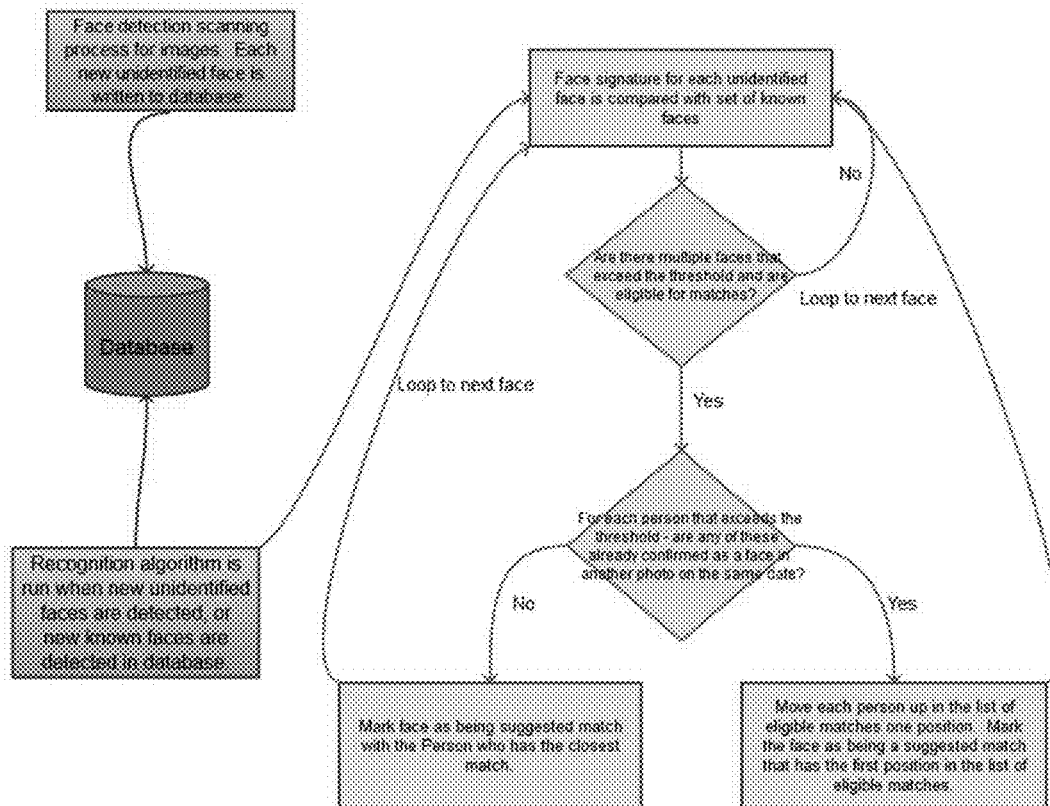 Face detection scanning
process for images. Each
new unidentified face is
written to database
Database
Recognition algorithm is
run when new unidentified
faces are detected, or
new known faces are
detected in database
Face signature for each unidentified
face is compared with set of known
faces
No
Are there multiple faces that
exceed the threshold and are
eligible for matches?
Loop to next face
Loop to next face
Yes
For each person that exceeds the
threshold - are any of these
already confirmed as a face in
another photo on the same date?
No
Yes
Mark face as being suggested match
with the Person who has the closest
match.
Move each person up in the list of
eligible matches one position. Mark
the face as being a suggested match
that has the first position in the list of
eligible matches